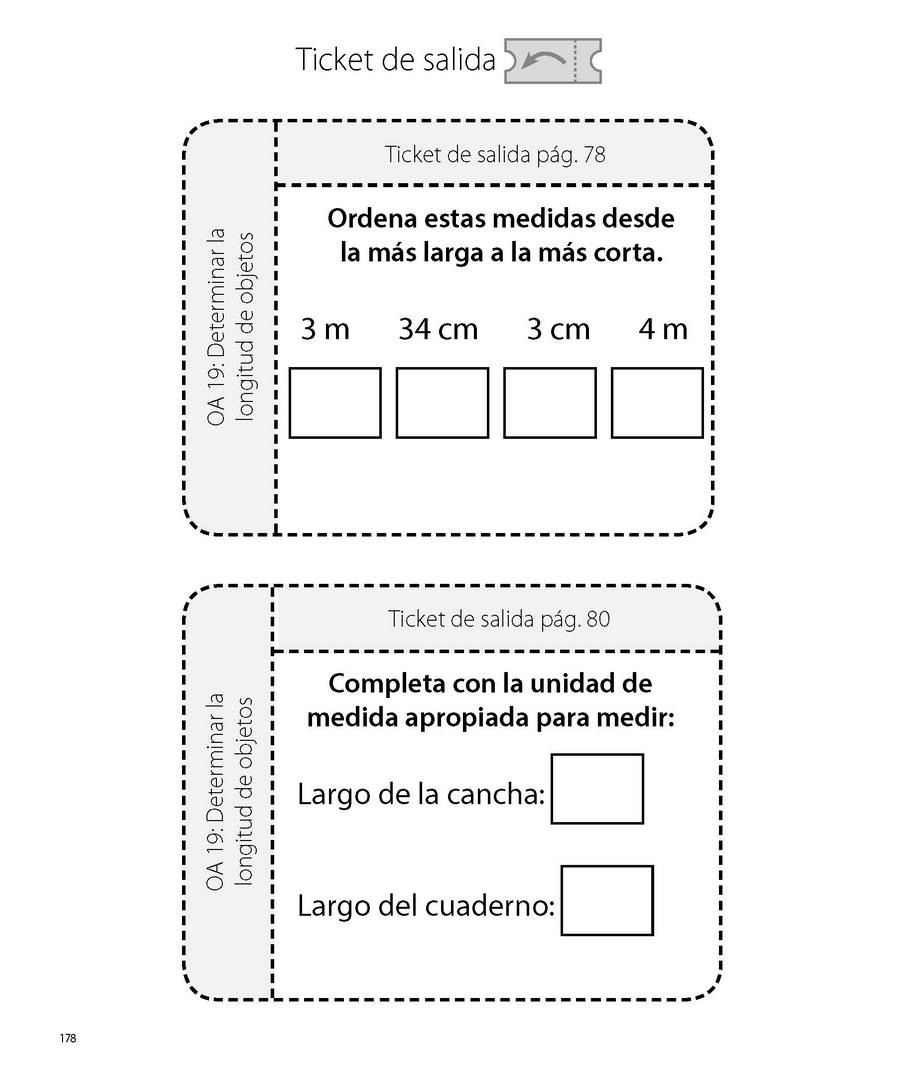 Ticket de salida
Ticket de salida pág. 78
OA 19: Determinar la
longitud de objetos
Ordena estas medidas desde
la más larga a la más corta.
3 m 34 cm 3 cm 4 m
Ticket de salida pág. 80
OA 19: Determinar la
longitud de objetos
Completa con la unidad de
medida apropiada para medir:
Largo de la cancha:
Largo del cuaderno:
178